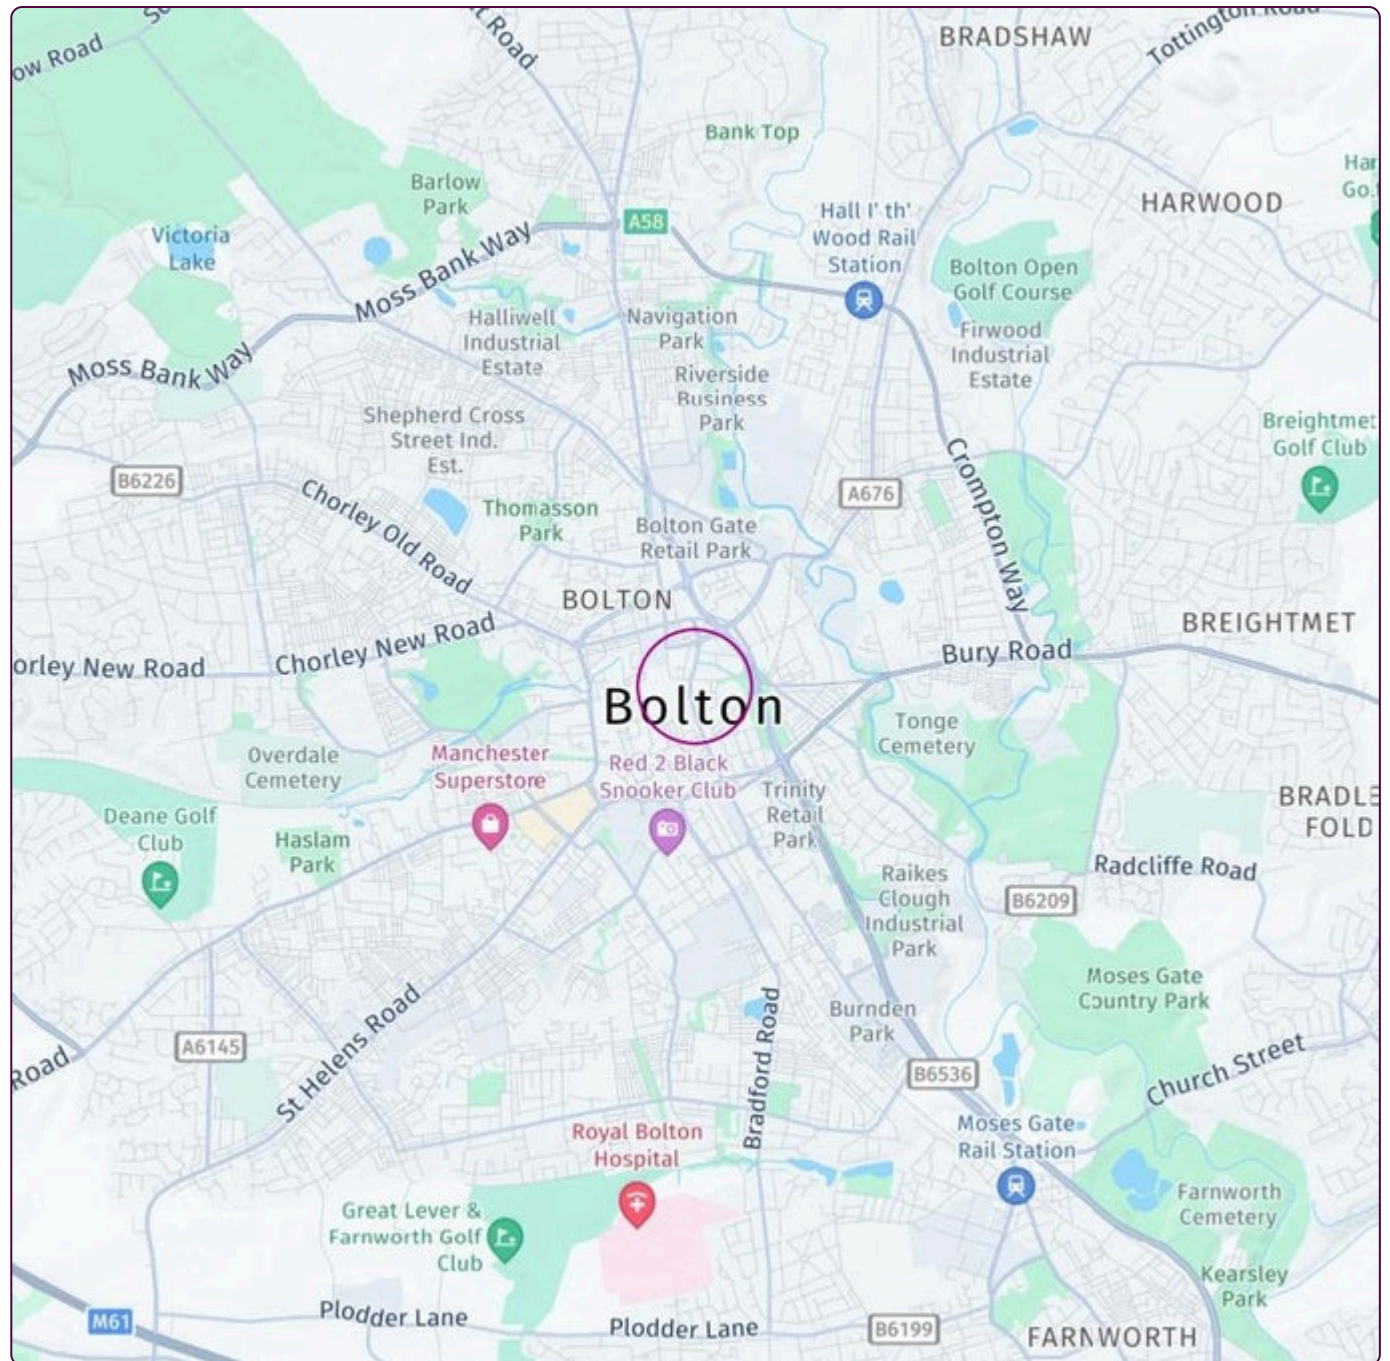 BRADSHAW
Tottington Road
ow Road
Road
Bank Top
Barlow
Park
Har
HARWOOD
Hall I' th'
Wood Rail
Station
A58
Victoria
Lake
Moss Bank Way
Bolton Open
Golf Course
Halliwell
Industrial
Estate
Navigation
Park
Firwood
Industrial
Estate
Moss Bank Way
Riverside
Business
Park
Shepherd Cross
Street Ind.
Est.
Breightmet
Golf Club
B6226
Chorley Old Road
A676
Crompton Way
Thomasson
Park
Bolton Gate
Retail Park
BOLTON
BREIGHTMET
Chorley New Road
orley New Road
Bury Road
Bolton
Tonge
Cemetery
Overdale
Cemetery
Manchester
Superstore
Red 2 Black
Snooker Club
Trinity
Retail
Park
BRADLE
FOLD
Deane Golf
Club
Haslam
Park
Radcliffe Road
Raikes
Clough
Industrial
Park
B6209
Moses Gate
Country Park
St Helens Road
Bradford Road
Burnden
Park
A6145
Road
Church Street
B6536
Moses Gate
Rail Station
Royal Bolton
Hospital
Farnworth
Cemetery
Great Lever &
Farnworth Golf
Club
Kearsley
Park
M61
Plodder Lane
Plodder Lane
B6199
FARNWORTH